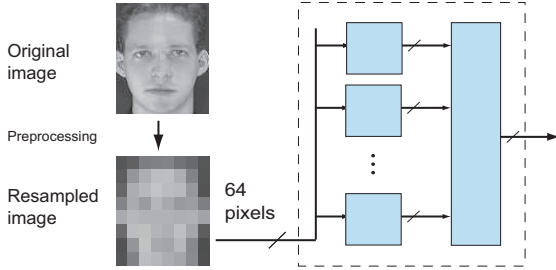 Original
image
Preprocessing
Resampled
image
64
pixels